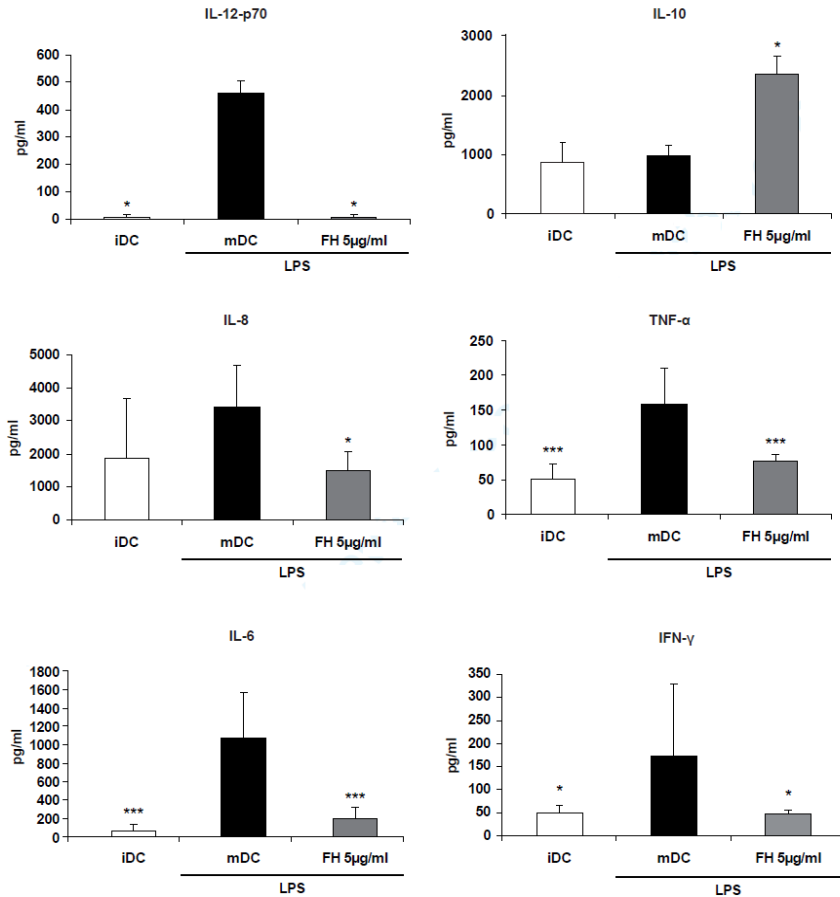 IL-12-p70
pg/ml
600
500
400
300
200
100
0
*
*
iDC
mDC
FH 5µg/ml
LPS
IL-10
pg/ml
3000
2000
1000
0
*
iDC
mDC
FH 5µg/ml
LPS
IL-8
pg/ml
5000
4000
3000
2000
1000
0
*
iDC
mDC
FH 5µg/ml
LPS
TNF-α
pg/ml
250
200
150
100
50
0
***
***
iDC
mDC
FH 5µg/ml
LPS
IL-6
pg/ml
1800
1600
1400
1200
1000
800
600
400
200
0
***
***
iDC
mDC
FH 5µg/ml
LPS
IFN-γ
pg/ml
350
300
250
200
150
100
50
0
*
*
iDC
mDC
FH 5µg/ml
LPS